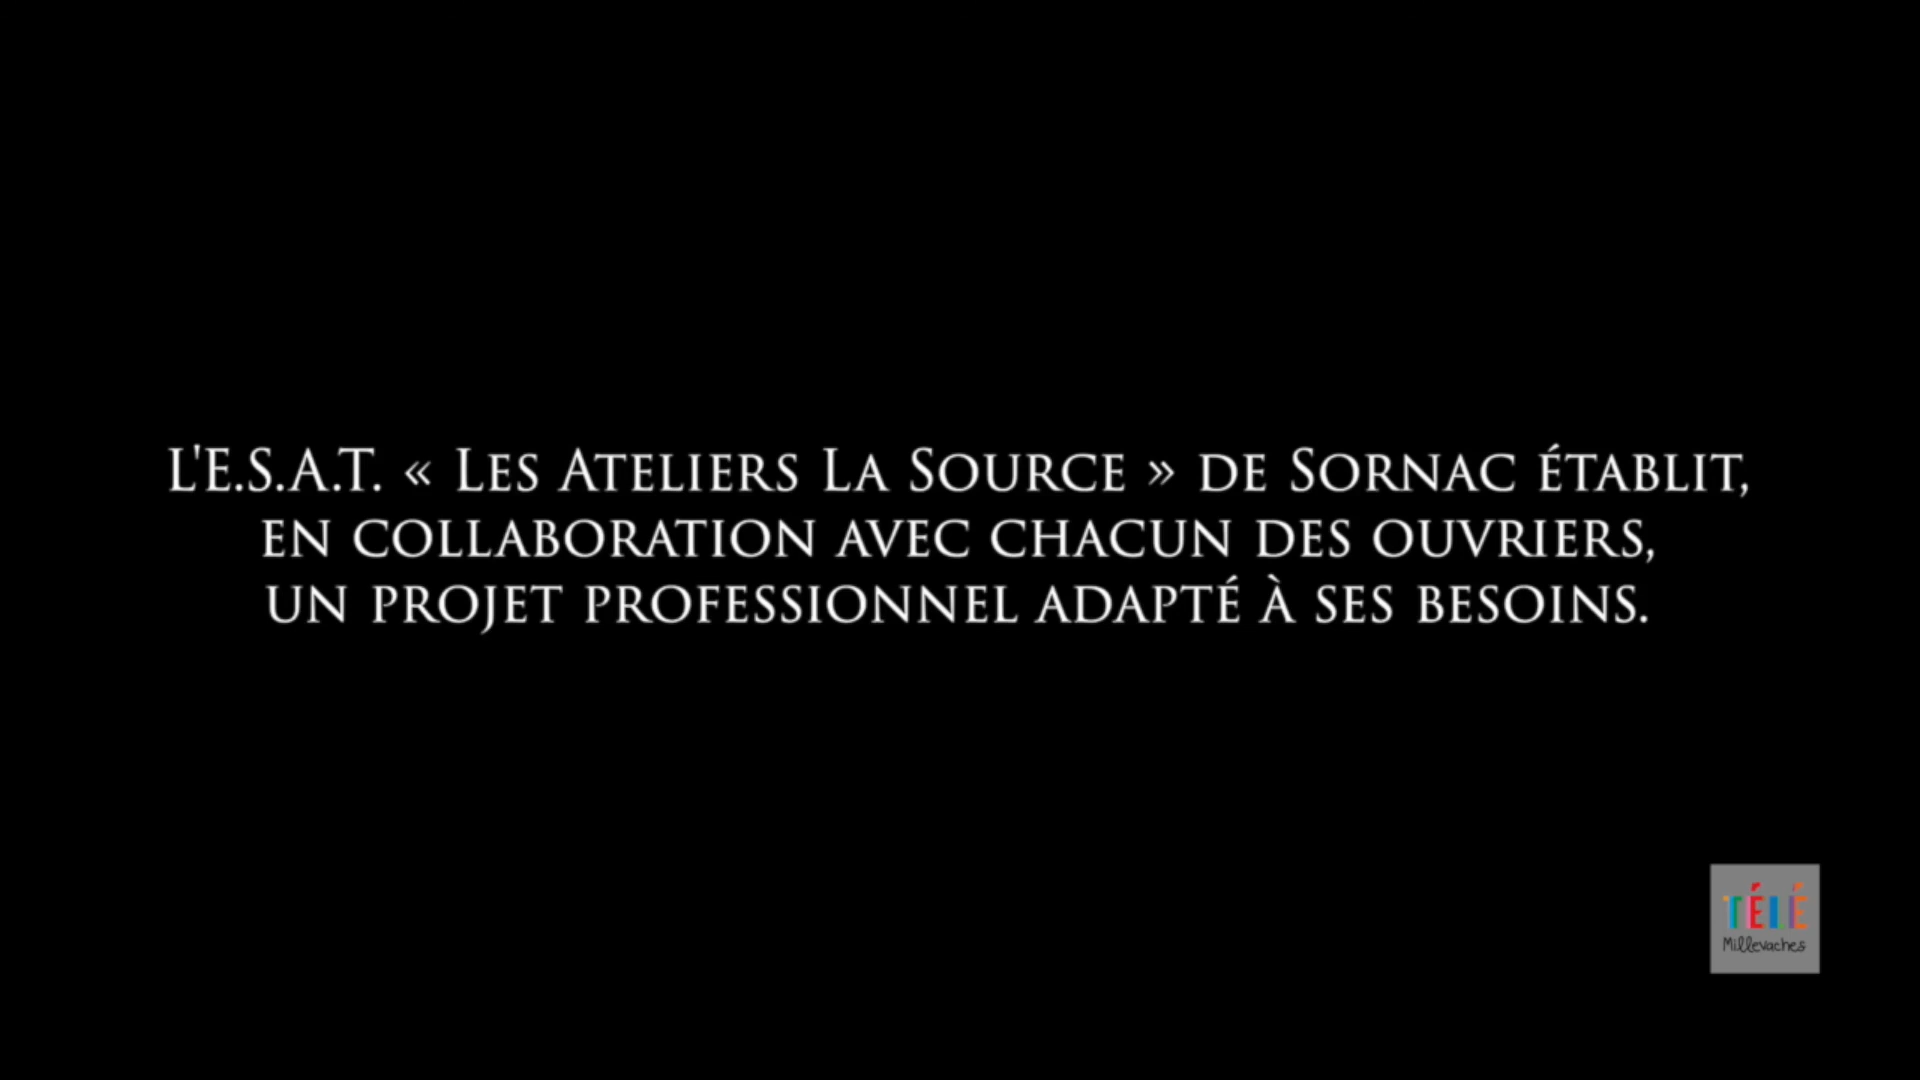 L'E.S.A.T. « Les Ateliers La Source » de Sornac établit,
en collaboration avec chacun des ouvriers,
un projet professionnel adapté à ses besoins.
TÉLÉ
Millevaches